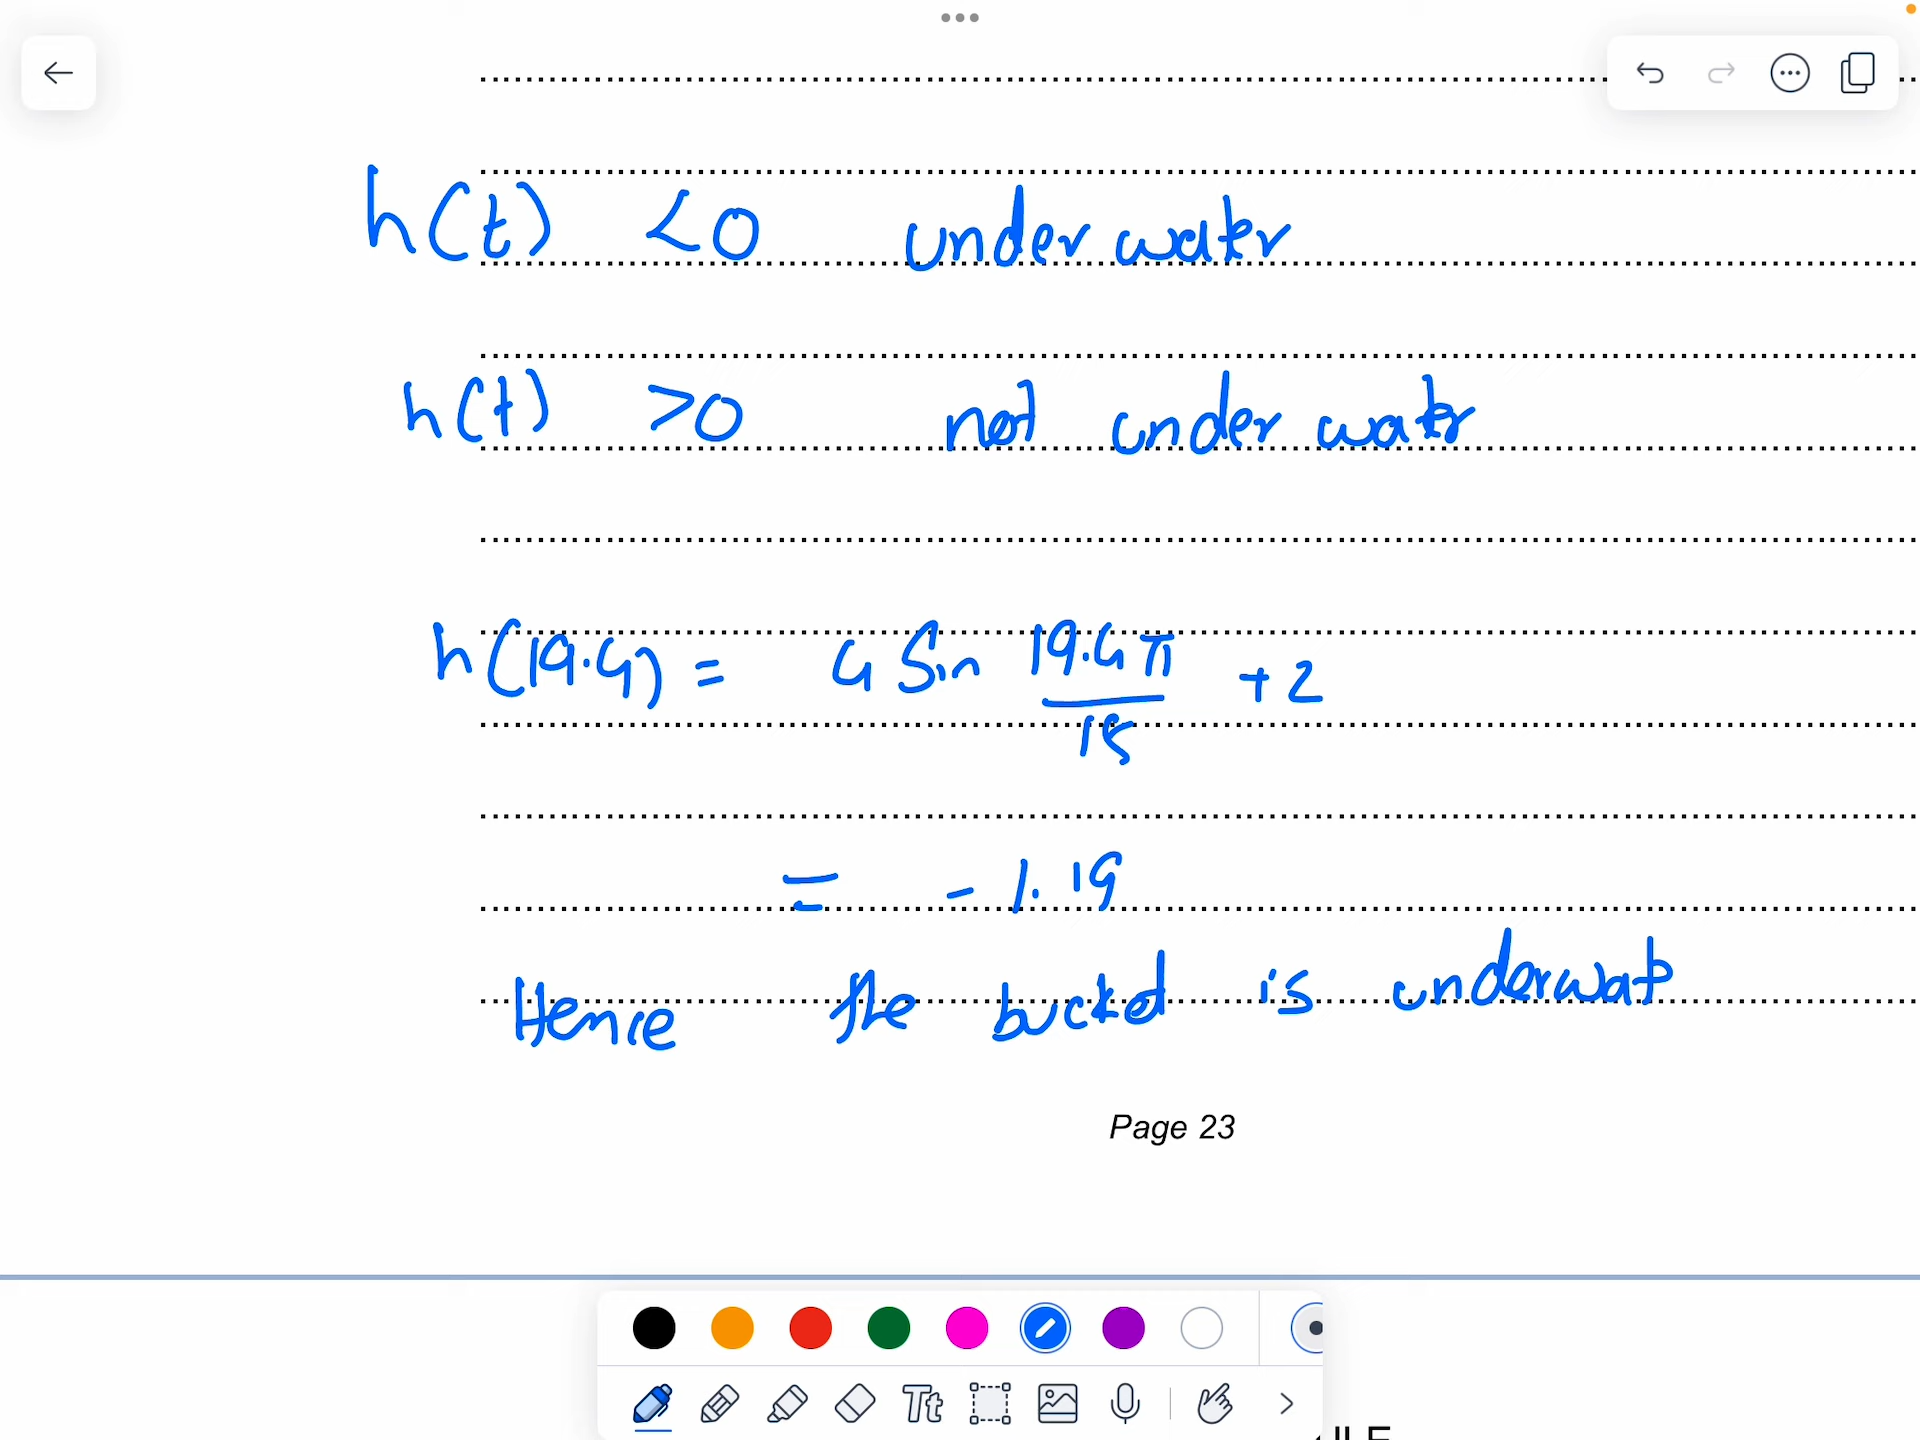 h(t) <0 under water
h(t) >0 not under water
h(19.4) = 4 Sin 19.4π/15 +2
= - 1.19
Hence the bucket is underwat
Page 23
Tt